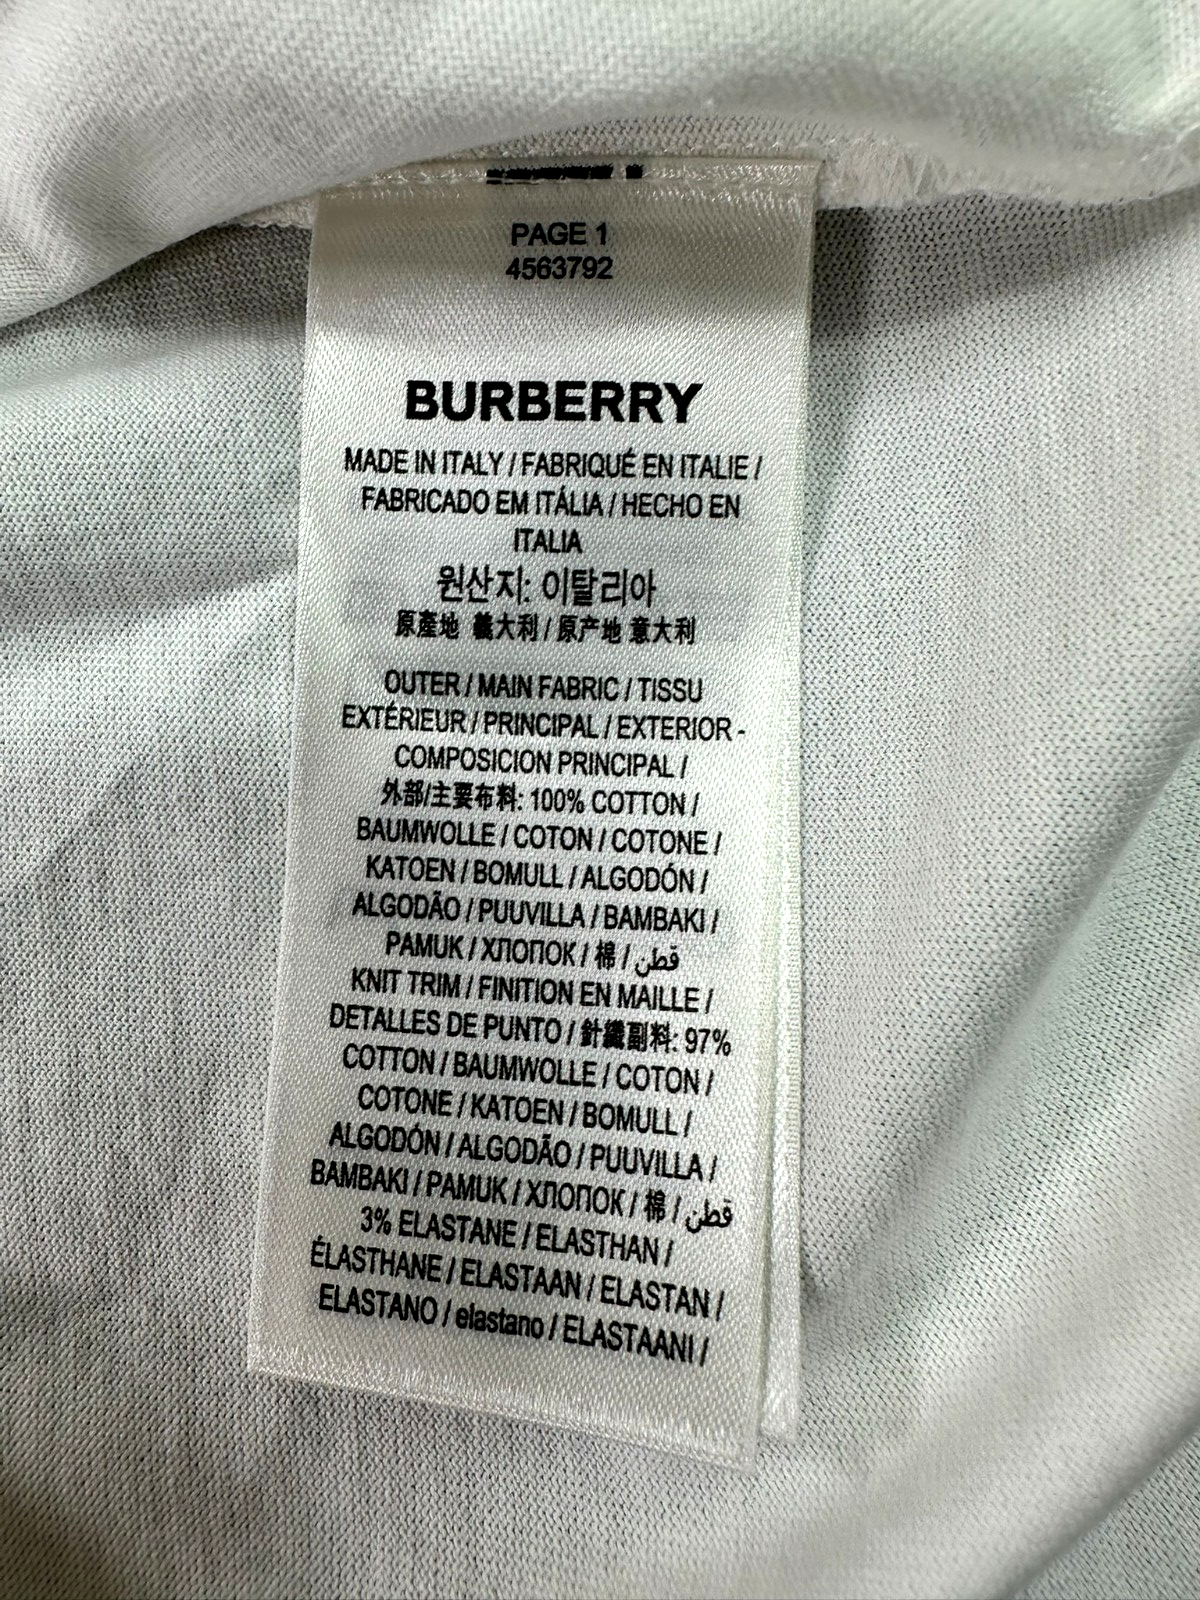 PAGE 1
4563792
BURBERRY
MADE IN ITALY / FABRIQUÉ EN ITALIE /
FABRICADO EM ITÁLIA / HECHO EN
ITALIA
원산지: 이탈리아
原產地 義大利 / 原产地 意大利
OUTER / MAIN FABRIC / TISSU
EXTÉRIEUR / PRINCIPAL / EXTERIOR -
COMPOSICION PRINCIPAL /
外部/主要布料: 100% COTTON /
BAUMWOLLE / COTON / COTONE /
KATOEN / BOMULL / ALGODÓN /
ALGODÃO / PUUVILLA / BAMBAKI /
PAMUK / ХЛОПОК / 棉 / قطن
KNIT TRIM / FINITION EN MAILLE /
DETALLES DE PUNTO / 針織副料: 97%
COTTON / BAUMWOLLE / COTON /
COTONE / KATOEN / BOMULL /
ALGODÓN / ALGODÃO / PUUVILLA /
BAMBAKI / PAMUK / ХЛОПОК / 棉 / قطن
3% ELASTANE / ELASTHAN /
ÉLASTHANE / ELASTAAN / ELASTAN /
ELASTANO / elastano / ELASTAANI /